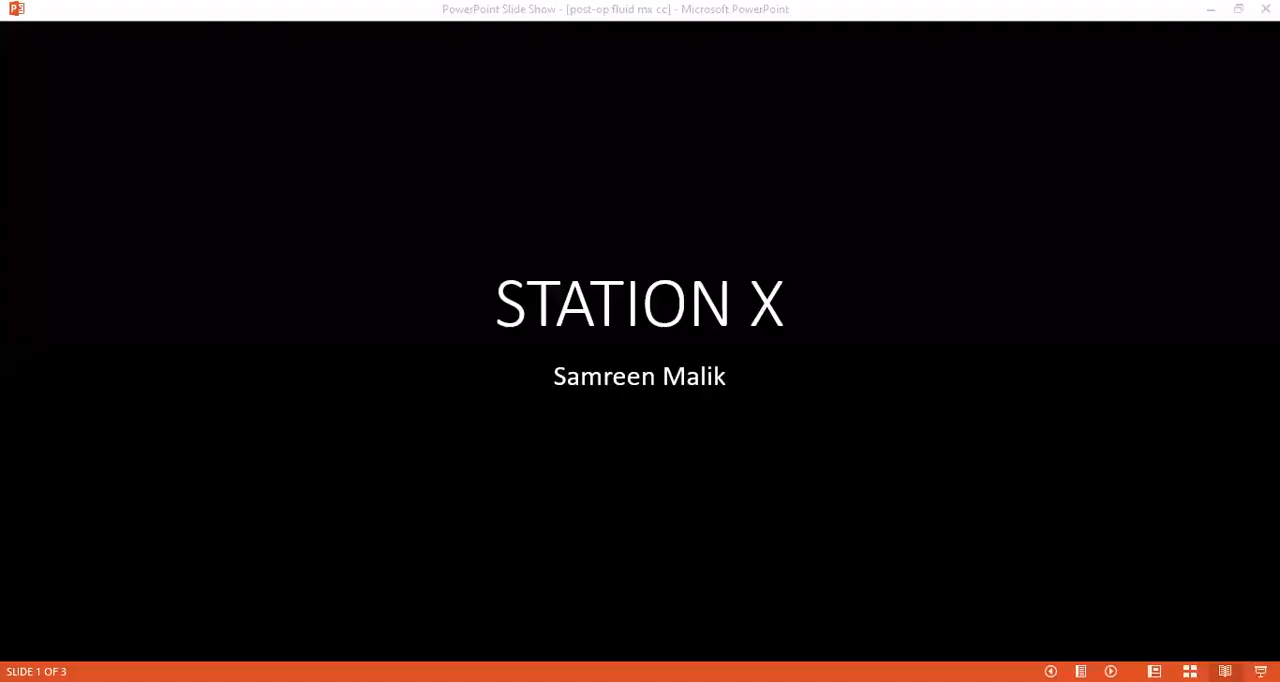 PowerPoint Slide Show - [post-op fluid mx cc] - Microsoft PowerPoint
STATION X
Samreen Malik
SLIDE 1 OF 3